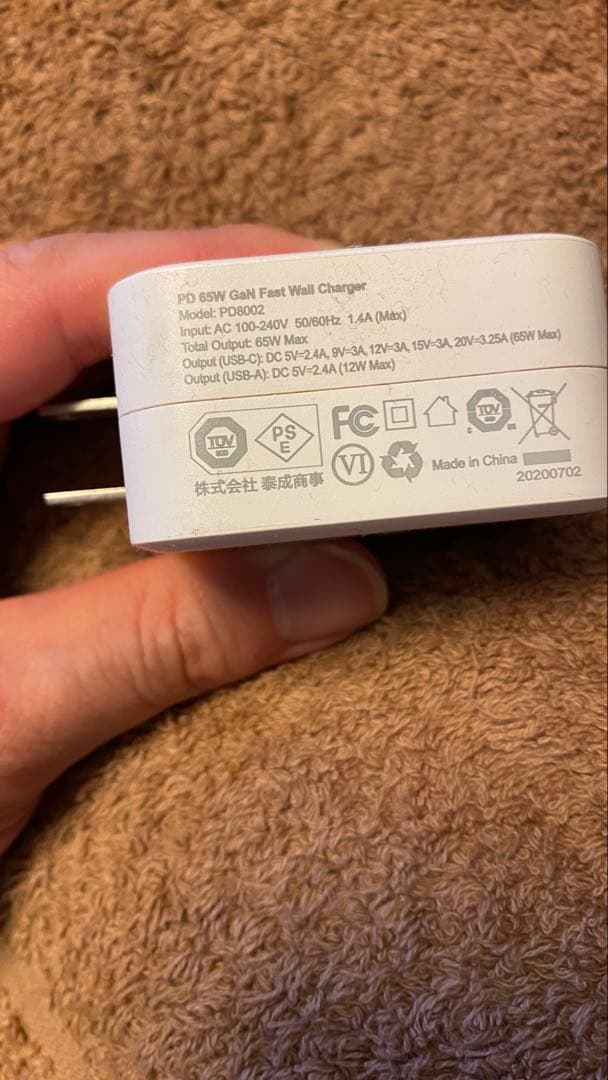 PD 65W GaN Fast Wall Charger
Model: PD8002
Input: AC 100-240V 50/60Hz 1.4A (Max)
Total Output: 65W Max
Output (USB-C): DC 5V=2.4A, 9V=3A, 12V=3A, 15V=3A, 20V=3.25A (65W Max)
Output (USB-A): DC 5V=2.4A (12W Max)
TÜV
PS
E
FC
TÜV
C US
VI
Made in China
株式会社 泰成商事
20200702